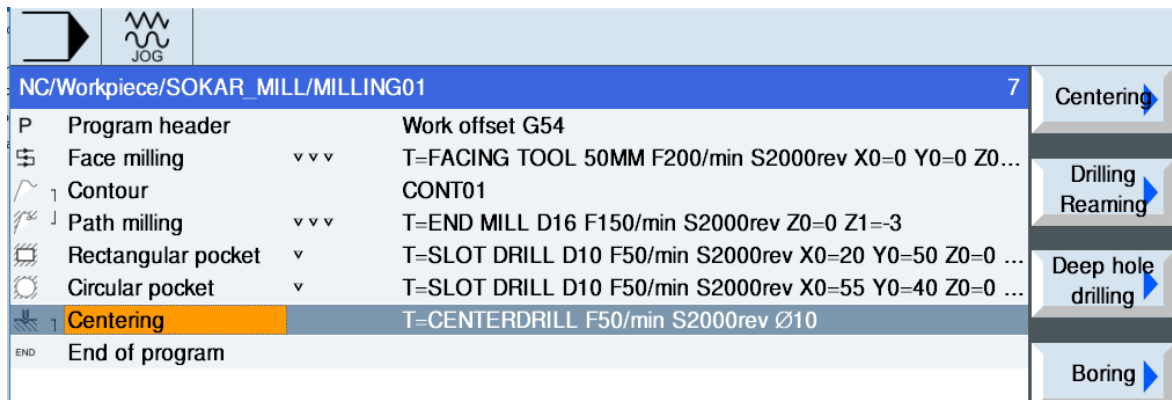 JOG
NC/Workpiece/SOKAR_MILL/MILLING01 7
P Program header Work offset G54
Face milling ∨∨∨ T=FACING TOOL 50MM F200/min S2000rev X0=0 Y0=0 Z0...
Contour CONT01
Path milling ∨∨∨ T=END MILL D16 F150/min S2000rev Z0=0 Z1=-3
Rectangular pocket ∨ T=SLOT DRILL D10 F50/min S2000rev X0=20 Y0=50 Z0=0 ...
Circular pocket ∨ T=SLOT DRILL D10 F50/min S2000rev X0=55 Y0=40 Z0=0 ...
Centering T=CENTERDRILL F50/min S2000rev Ø10
END End of program
Centering
Drilling
Reaming
Deep hole
drilling
Boring